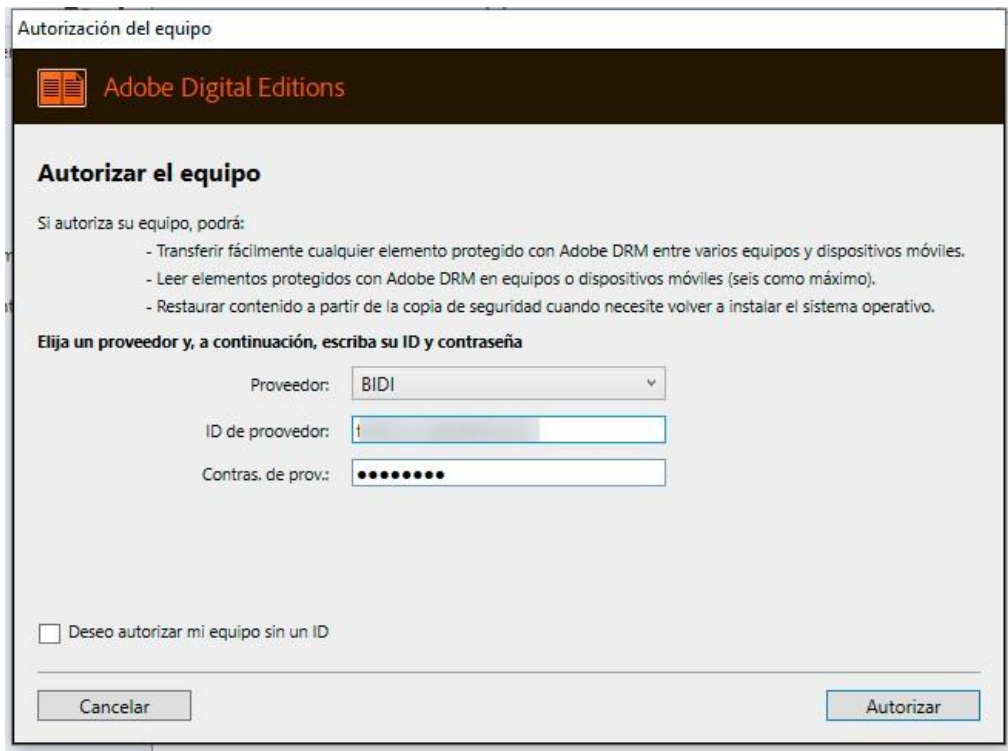 Autorización del equipo
Adobe Digital Editions
Autorizar el equipo
Si autoriza su equipo, podrá:
- Transferir fácilmente cualquier elemento protegido con Adobe DRM entre varios equipos y dispositivos móviles.
- Leer elementos protegidos con Adobe DRM en equipos o dispositivos móviles (seis como máximo).
- Restaurar contenido a partir de la copia de seguridad cuando necesite volver a instalar el sistema operativo.
Elija un proveedor y, a continuación, escriba su ID y contraseña
Proveedor: BIDI
ID de proovedor:
Contras. de prov.: ●●●●●●●●
Deseo autorizar mi equipo sin un ID
Cancelar Autorizar